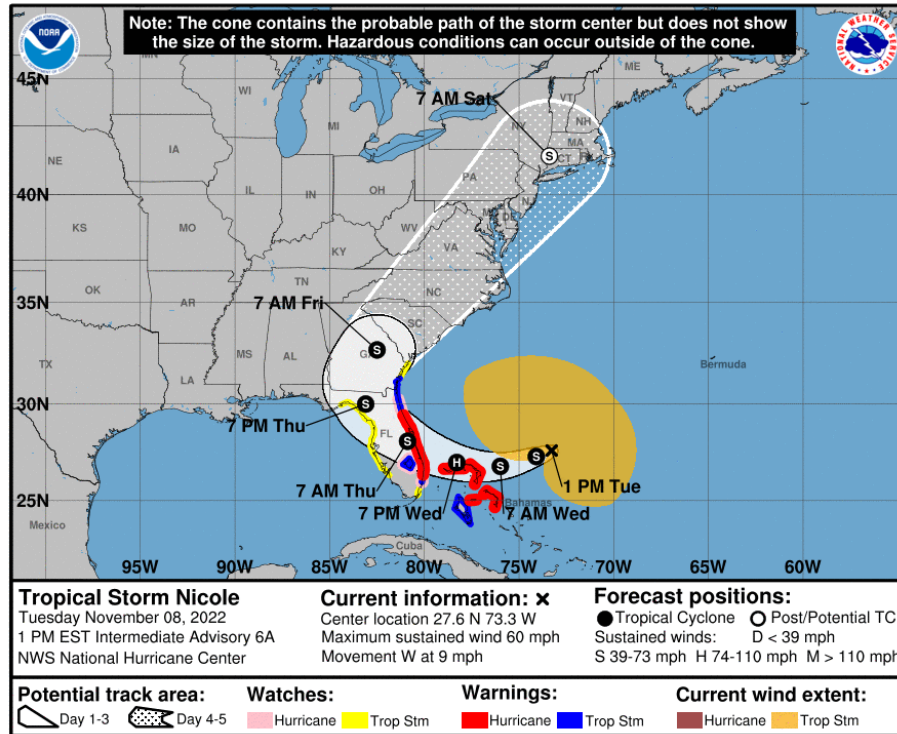 Note: The cone contains the probable path of the storm center but does not show
the size of the storm. Hazardous conditions can occur outside of the cone.
NOAA
NATIONAL WEATHER SERVICE
45N
40N
35N
30N
25N
MN
WI
MI
NY
VT
ME
NH
MA
CT
NE
IA
IL
IN
OH
PA
NJ
DE
KS
MO
KY
WV
VA
OK
AR
TN
NC
SC
TX
LA
MS
AL
GA
FL
7 AM Sat
7 AM Fri
7 PM Thu
7 AM Thu
7 PM Wed
7 AM Wed
1 PM Tue
Bermuda
Bahamas
Mexico
Cuba
95W 90W 85W 80W 75W 70W 65W 60W
Tropical Storm Nicole
Tuesday November 08, 2022
1 PM EST Intermediate Advisory 6A
NWS National Hurricane Center
Current information: x
Center location 27.6 N 73.3 W
Maximum sustained wind 60 mph
Movement W at 9 mph
Forecast positions:
Tropical Cyclone Post/Potential TC
Sustained winds: D < 39 mph
S 39-73 mph H 74-110 mph M > 110 mph
Potential track area:
Day 1-3 Day 4-5
Watches:
Hurricane Trop Stm
Warnings:
Hurricane Trop Stm
Current wind extent:
Hurricane Trop Stm